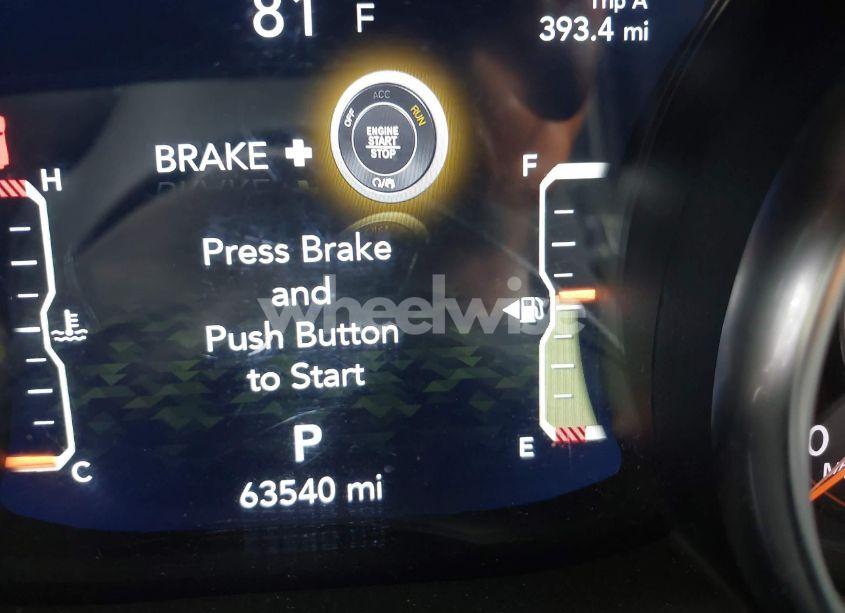 81 F
Trip A
393.4 mi
ACC
OFF
RUN
ENGINE
START
STOP
BRAKE +
H
F
Press Brake
and
wheelwise
Push Button
to Start
P
E
C
63540 mi
0